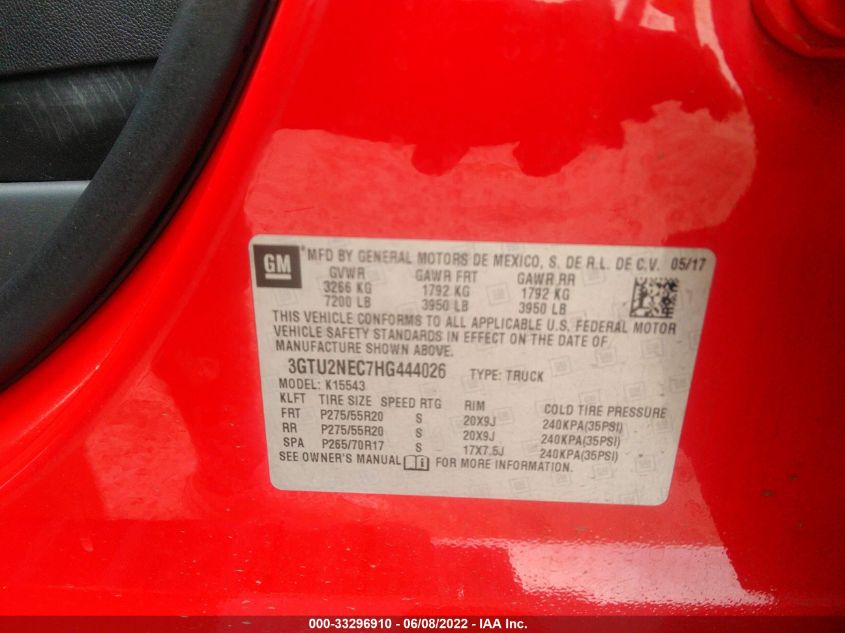 GM
®MFD BY GENERAL MOTORS DE MEXICO, S. DE R.L. DE C.V. 05/17
GVWR GAWR FRT GAWR RR
3266 KG 1792 KG 1792 KG
7200 LB 3950 LB 3950 LB
THIS VEHICLE CONFORMS TO ALL APPLICABLE U.S. FEDERAL MOTOR
VEHICLE SAFETY STANDARDS IN EFFECT ON THE DATE OF
MANUFACTURE SHOWN ABOVE.
3GTU2NEC7HG444026 TYPE: TRUCK
MODEL: K15543
KLFT TIRE SIZE SPEED RTG RIM COLD TIRE PRESSURE
FRT P275/55R20 S 20X9J 240KPA(35PSI)
RR P275/55R20 S 20X9J 240KPA(35PSI)
SPA P265/70R17 S 17X7.5J 240KPA(35PSI)
SEE OWNER'S MANUAL FOR MORE INFORMATION.
000-33296910 - 06/08/2022 - IAA Inc.